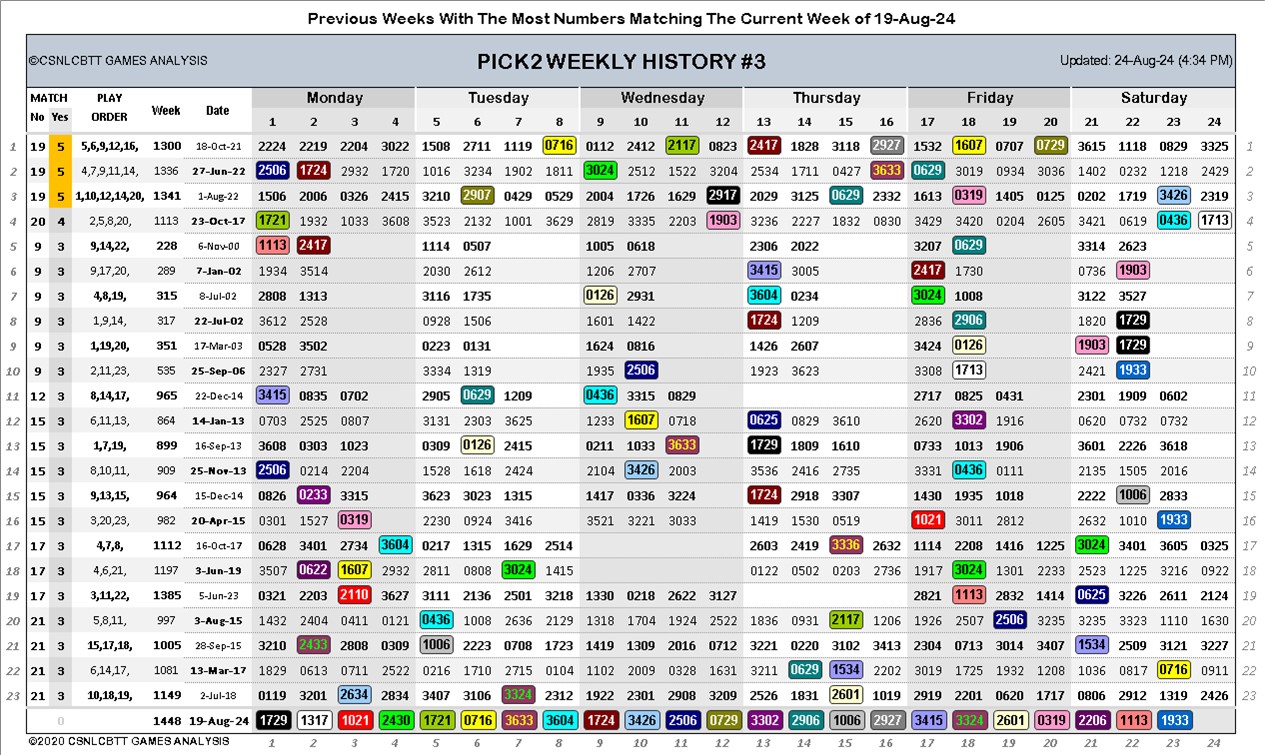 Previous Weeks With The Most Numbers Matching The Current Week of 19-Aug-24
©CSNLCBTT GAMES ANALYSIS PICK2 WEEKLY HISTORY #3 Updated: 24-Aug-24 (4:34 PM)
MATCH PLAY Week Date Monday Tuesday Wednesday Thursday Friday Saturday
No Yes ORDER 1 2 3 4 5 6 7 8 9 10 11 12 13 14 15 16 17 18 19 20 21 22 23 24
1 19 5 5,6,9,12,16, 1300 18-Oct-21 2224 2219 2204 3022 1508 2711 1119 0716 0112 2412 2117 0823 2417 1828 3118 2927 1532 1607 0707 0729 3615 1118 0829 3325 1
2 19 5 4,7,9,11,14, 1336 27-Jun-22 2506 1724 2932 1720 1016 3234 1902 1811 3024 2512 1522 3204 2534 1711 0427 3633 0629 3019 0934 3036 1402 0232 1218 2429 2
3 19 5 1,10,12,14,20, 1341 1-Aug-22 1506 2006 0326 2415 3210 2907 0429 0529 2004 1726 1629 2917 2029 3125 0629 2332 1613 0319 1405 0125 0202 1719 3426 2319 3
4 20 4 2,5,8,20, 1113 23-Oct-17 1721 1932 1033 3608 3523 2132 1001 3629 2819 3335 2203 1903 3236 2227 1832 0830 3429 3420 0204 2605 3421 0619 0436 1713 4
5 9 3 9,14,22, 228 6-Nov-00 1113 2417 1114 0507 1005 0618 2306 2022 3207 0629 3314 2623 5
6 9 3 9,17,20, 289 7-Jan-02 1934 3514 2030 2612 1206 2707 3415 3005 2417 1730 0736 1903 6
7 9 3 4,8,19, 315 8-Jul-02 2808 1313 3116 1735 0126 2931 3604 0234 3024 1008 3122 3527 7
8 9 3 1,9,14, 317 22-Jul-02 3612 2528 0928 1506 1601 1422 1724 1209 2836 2906 1820 1729 8
9 9 3 1,19,20, 351 17-Mar-03 0528 3502 0223 0131 1624 0816 1426 2607 3424 0126 1903 1729 9
10 9 3 2,11,23, 535 25-Sep-06 2327 2731 3334 1319 1935 2506 1923 3623 3308 1713 2421 1933 10
11 12 3 8,14,17, 965 22-Dec-14 3415 0835 0702 2905 0629 1209 0436 3315 0829 2717 0825 0431 2301 1909 0602 11
12 15 3 6,11,13, 864 14-Jan-13 0703 2525 0807 3131 2303 3625 1233 1607 0718 0625 0829 3610 2620 3302 1916 0620 0732 0732 12
13 15 3 1,7,19, 899 16-Sep-13 3608 0303 1023 0309 0126 2415 0211 1033 3633 1729 1809 1610 0733 1013 1906 3601 2226 3618 13
14 15 3 8,10,11, 909 25-Nov-13 2506 0214 2204 1528 1618 2424 2104 3426 2003 3536 2416 2735 3331 0436 0111 2135 1505 2016 14
15 15 3 9,13,15, 964 15-Dec-14 0826 0233 3315 3623 3023 1315 1417 0336 3224 1724 2918 3307 1430 1935 1018 2222 1006 2833 15
16 15 3 3,20,23, 982 20-Apr-15 0301 1527 0319 2230 0924 3416 3521 3221 3033 1419 1530 0519 1021 3011 2812 2632 1010 1933 16
17 17 3 4,7,8, 1112 16-Oct-17 0628 3401 2734 3604 0217 1315 1629 2514 2603 2419 3336 2632 1114 2208 1416 1225 3024 3401 3605 0325 17
18 17 3 4,6,21, 1197 3-Jun-19 3507 0622 1607 2932 2811 0808 3024 1415 0122 0502 0203 2736 1917 3024 1301 2233 2523 1225 3216 0922 18
19 17 3 3,11,22, 1385 5-Jun-23 0321 2203 2110 3627 3111 2136 2501 3218 1330 0218 2622 3127 2821 1113 2832 1414 0625 3226 2611 2124 19
20 21 3 5,8,11, 997 3-Aug-15 1432 2404 0411 0121 0436 1008 2636 2129 1318 1704 1924 2522 1836 0931 2117 1206 1926 2507 2506 3235 3235 3323 1110 1630 20
21 21 3 15,17,18, 1005 28-Sep-15 3210 2433 2808 0309 1006 2223 0708 1723 1419 1309 2016 0712 3221 0220 3102 3413 2304 0713 3014 3407 1534 2509 3121 3227 21
22 21 3 6,14,17, 1081 13-Mar-17 1829 0613 0711 2522 0216 1710 2715 0104 1102 2009 0328 1631 3211 0629 1534 2202 3019 1725 1932 1208 1036 0817 0716 0911 22
23 21 3 10,18,19, 1149 2-Jul-18 0119 3201 2634 2834 3407 3106 3324 2312 1922 2301 2908 3209 2526 1831 2601 1019 2919 2201 0620 1717 0806 2912 1319 2426 23
0 1448 19-Aug-24 1729 1317 1021 2430 1721 0716 3633 3604 1724 3426 2506 0729 3302 2906 1006 2927 3415 3324 2601 0319 2206 1113 1933
©2020 CSNLCBTT GAMES ANALYSIS 1 2 3 4 5 6 7 8 9 10 11 12 13 14 15 16 17 18 19 20 21 22 23 24